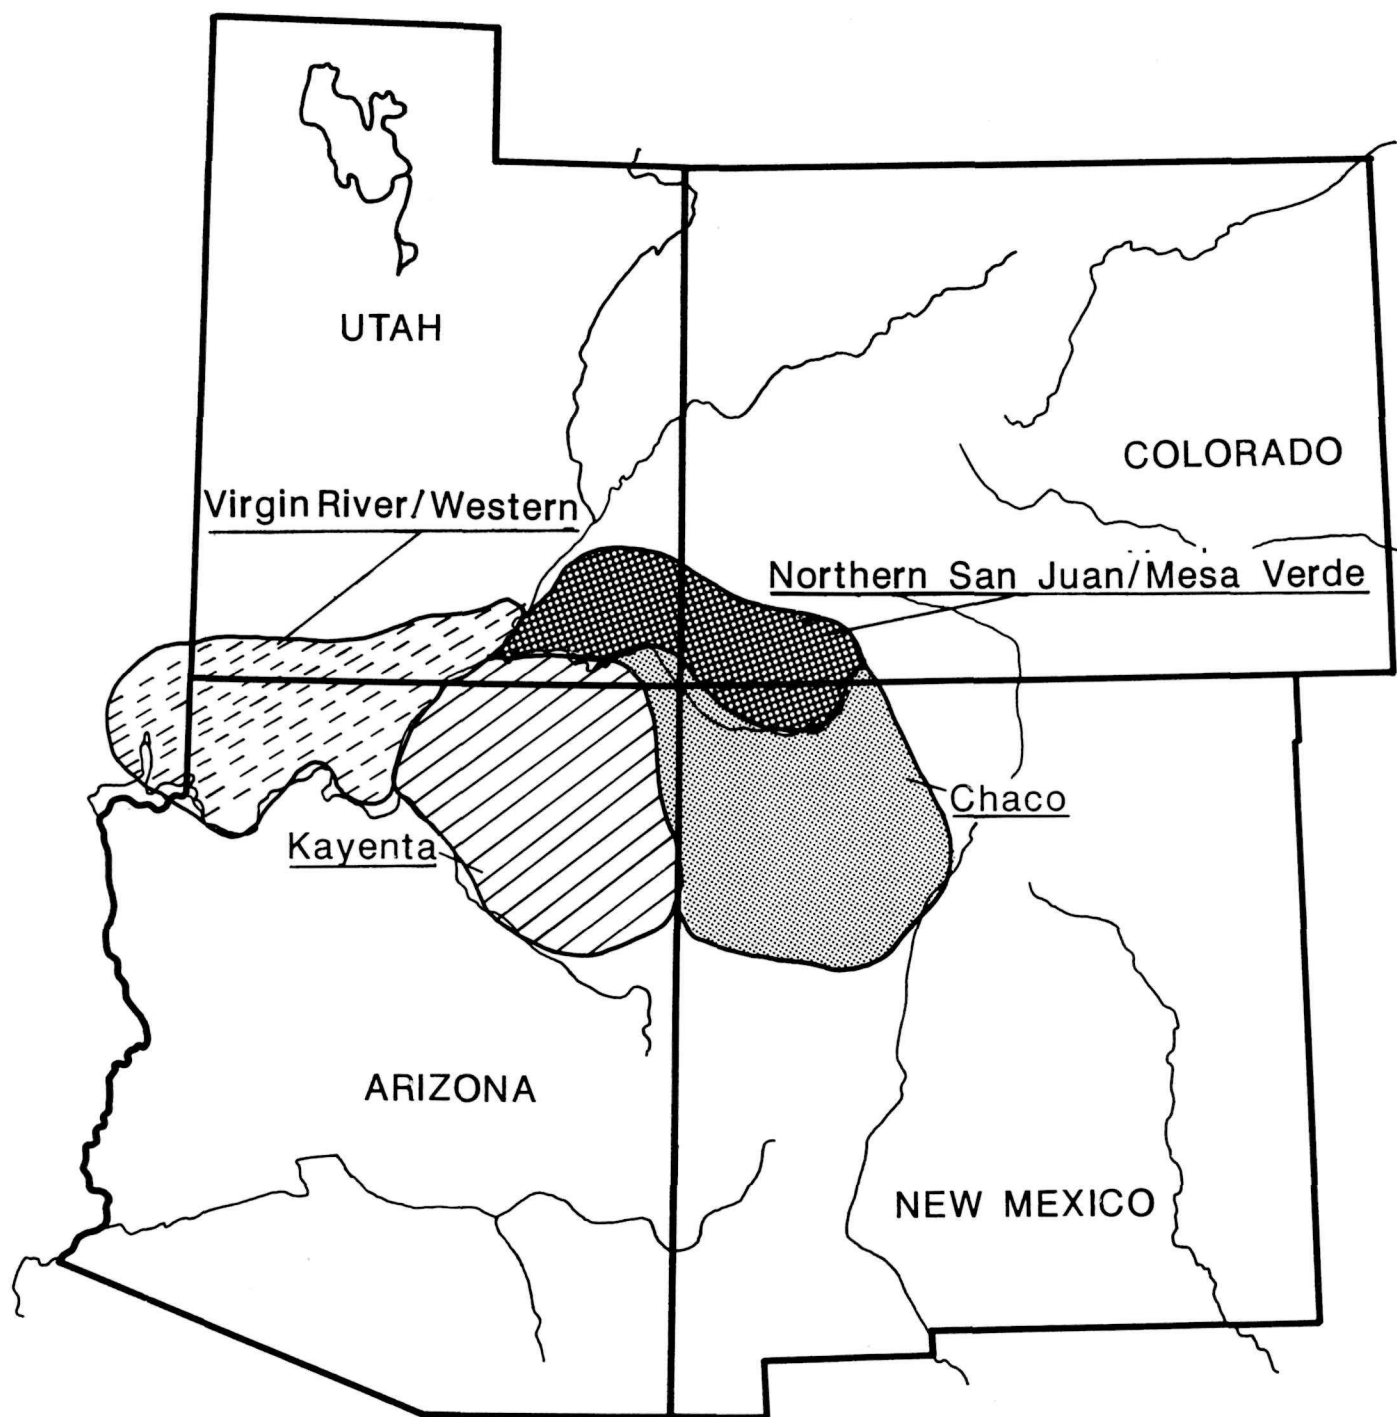 UTAH
COLORADO
Virgin River/Western
Northern San Juan/Mesa Verde
Chaco
Kayenta
ARIZONA
NEW MEXICO